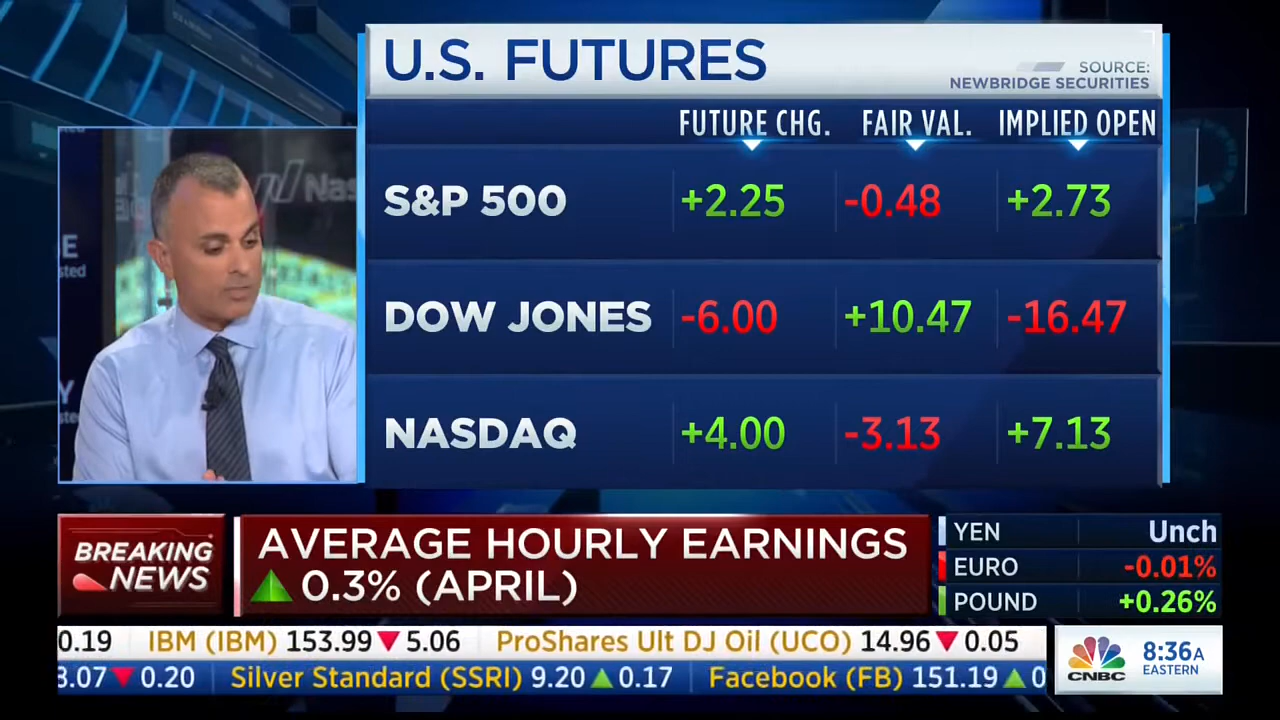 U.S. FUTURES
SOURCE:
NEWBRIDGE SECURITIES
FUTURE CHG. FAIR VAL. IMPLIED OPEN
S&P 500 +2.25 -0.48 +2.73
DOW JONES -6.00 +10.47 -16.47
NASDAQ +4.00 -3.13 +7.13
Nas
E
sted
Y
sted
BREAKING
NEWS
AVERAGE HOURLY EARNINGS
▲ 0.3% (APRIL)
YEN Unch
EURO -0.01%
POUND +0.26%
0.19 IBM (IBM) 153.99 ▼ 5.06 ProShares Ult DJ Oil (UCO) 14.96 ▼ 0.05
3.07 ▼ 0.20 Silver Standard (SSRI) 9.20 ▲ 0.17 Facebook (FB) 151.19 ▲ 0
CNBC
8:36A
EASTERN